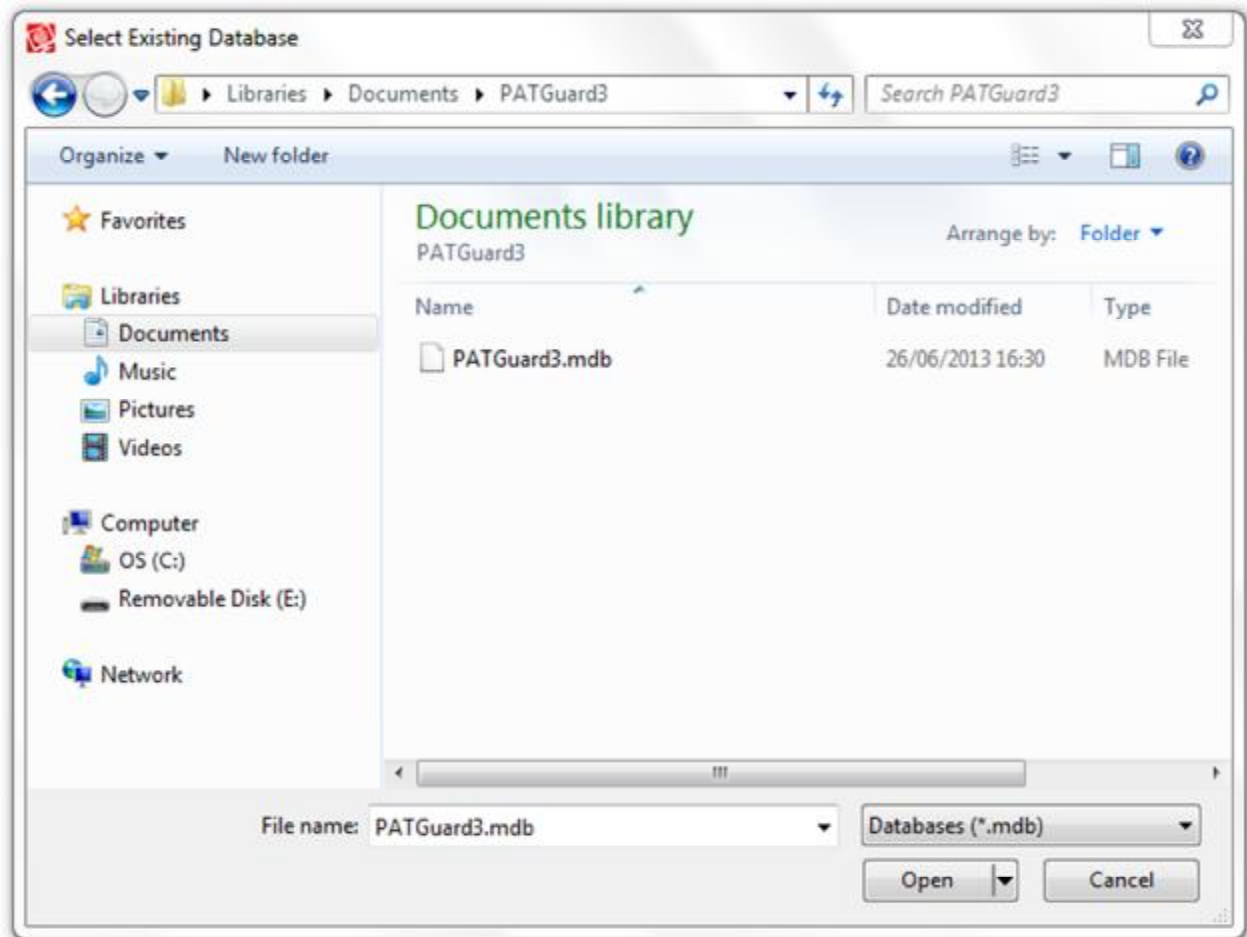 Select Existing Database
Libraries Documents PATGuard3 Search PATGuard3
Organize New folder
Favorites
Libraries
Documents
Music
Pictures
Videos
Computer
OS (C:)
Removable Disk (E:)
Network
Documents library
PATGuard3
Arrange by: Folder
Name Date modified Type
PATGuard3.mdb 26/06/2013 16:30 MDB File
File name: PATGuard3.mdb Databases (*.mdb)
Open Cancel